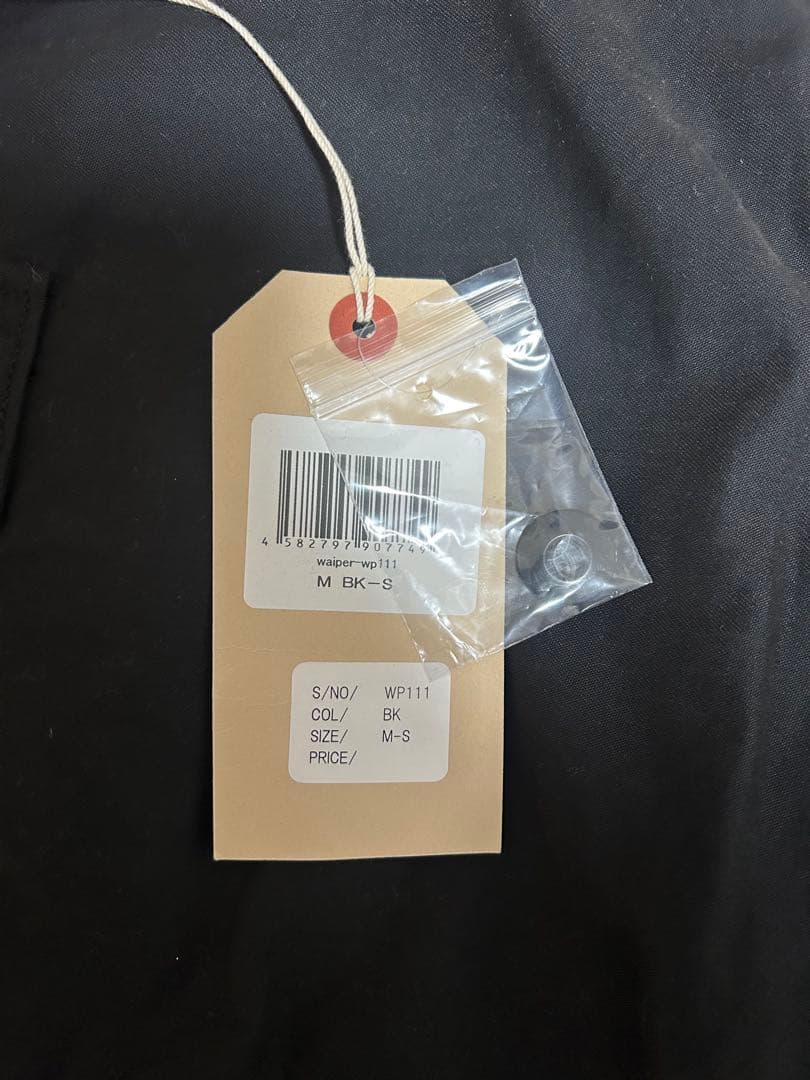 4 582797 907749
waiper-wp111
M BK-S
S/NO/ WP111
COL/ BK
SIZE/ M-S
PRICE/